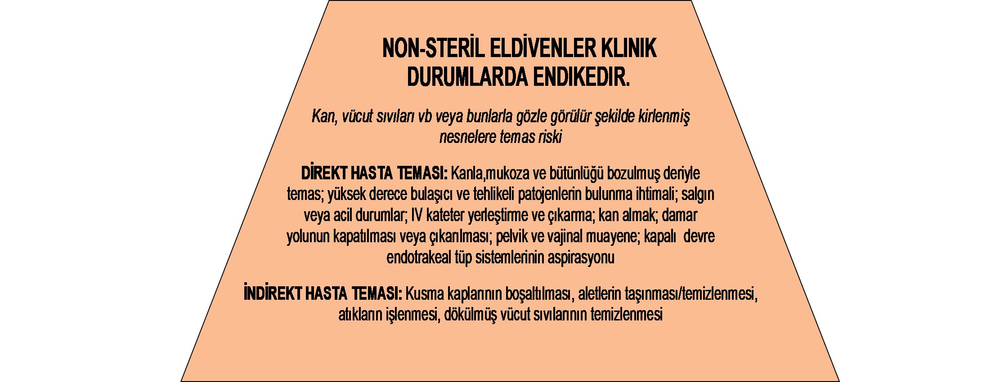 NON-STERİL ELDİVENLER KLINIK
DURUMLARDA ENDIKEDIR.
Kan, vücut sıvıları vb veya bunlarla gözle görülür şekilde kirlenmiş
nesnelere temas riski
DİREKT HASTA TEMASI: Kanla,mukoza ve bütünlüğü bozulmuş deriyle
temas; yüksek derece bulaşıcı ve tehlikeli patojenlerin bulunma ihtimali; salgın
veya acil durumlar; IV kateter yerleştirme ve çıkarma; kan almak; damar
yolunun kapatılması veya çıkarılması; pelvik ve vajinal muayene; kapalı  devre
endotrakeal tüp sistemlerinin aspirasyonu
İNDİREKT HASTA TEMASI: Kusma kaplarının boşaltılması, aletlerin taşınması/temizlenmesi,
atıkların işlenmesi, dökülmüş vücut sıvılarının temizlenmesi